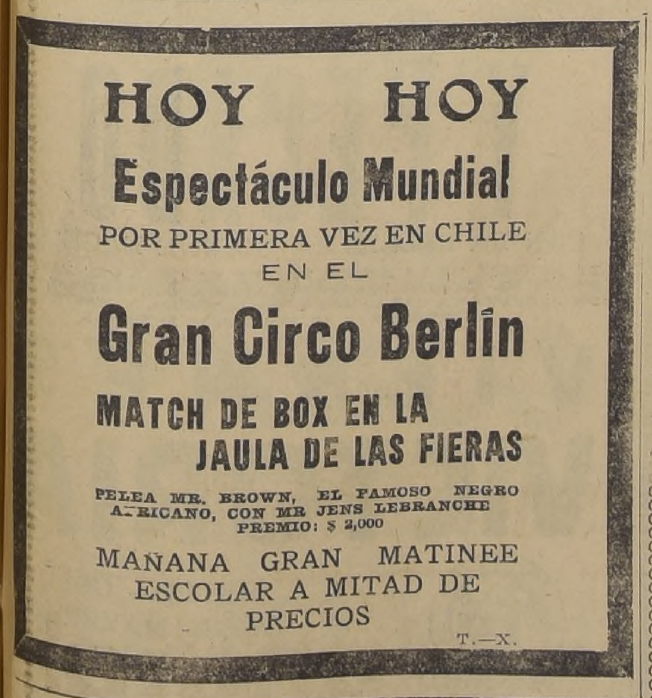 HOY HOY
Espectáculo Mundial
POR PRIMERA VEZ EN CHILE
EN EL
Gran Circo Berlín
MATCH DE BOX EN LA
JAULA DE LAS FIERAS
PELEA MR. BROWN, EL FAMOSO NEGRO
AFRICANO, CON MR JENS LEBRANCHE
PREMIO: $ 2,000
MAÑANA GRAN MATINEE
ESCOLAR A MITAD DE
PRECIOS
T.—X.